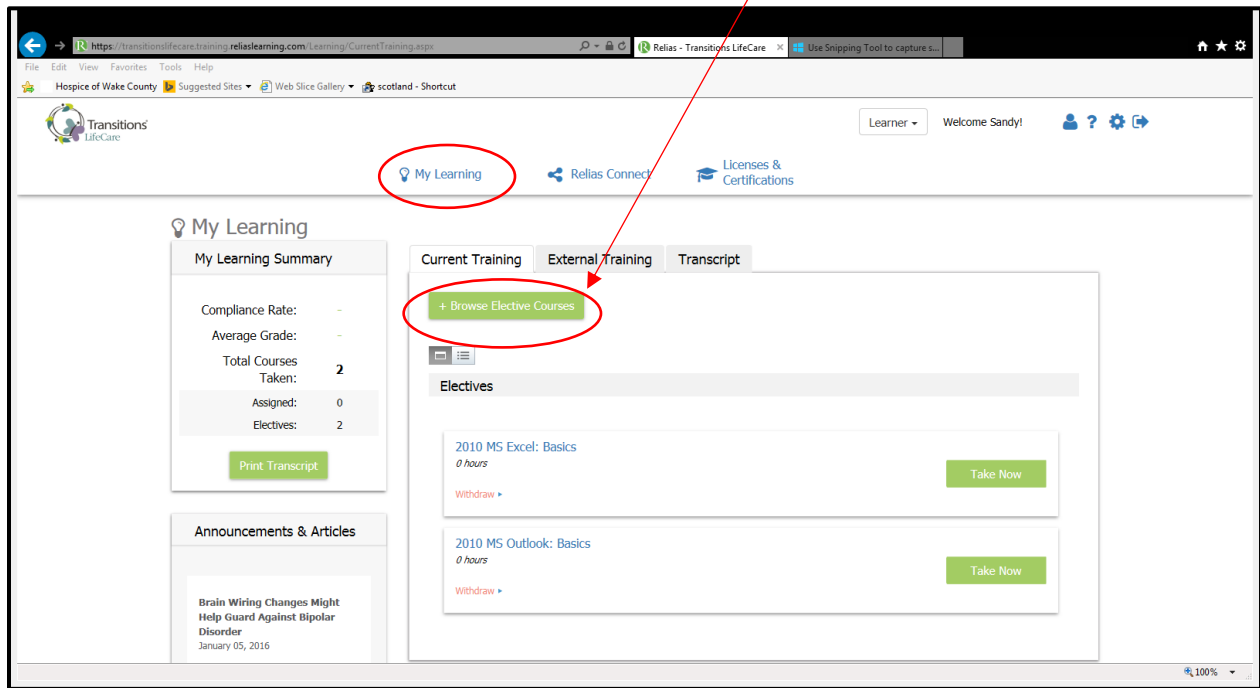 https://transitionslifecare.training.reliaslearning.com/Learning/CurrentTraining.aspx
Relias - Transitions LifeCare
Use Snipping Tool to capture s...
File Edit View Favorites Tools Help
Hospice of Wake County Suggested Sites Web Slice Gallery scotland - Shortcut
Transitions
LifeCare
Learner
Welcome Sandy!
?
My Learning
Relias Connect
Licenses &
Certifications
My Learning
My Learning Summary
Compliance Rate: -
Average Grade: -
Total Courses
Taken: 2
Assigned: 0
Electives: 2
Print Transcript
Announcements & Articles
Brain Wiring Changes Might
Help Guard Against Bipolar
Disorder
January 05, 2016
Current Training External Training Transcript
+ Browse Elective Courses
Electives
2010 MS Excel: Basics
0 hours
Withdraw
Take Now
2010 MS Outlook: Basics
0 hours
Withdraw
Take Now
100%